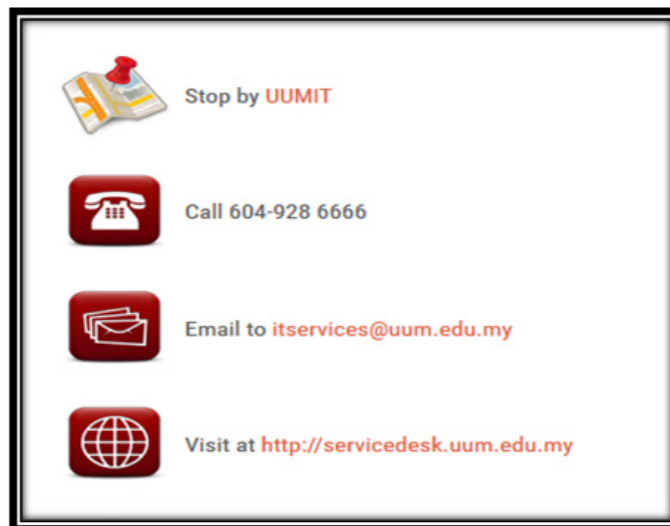 Stop by UUMIT
Call 604-928 6666
Email to itservices@uum.edu.my
Visit at http://servicedesk.uum.edu.my